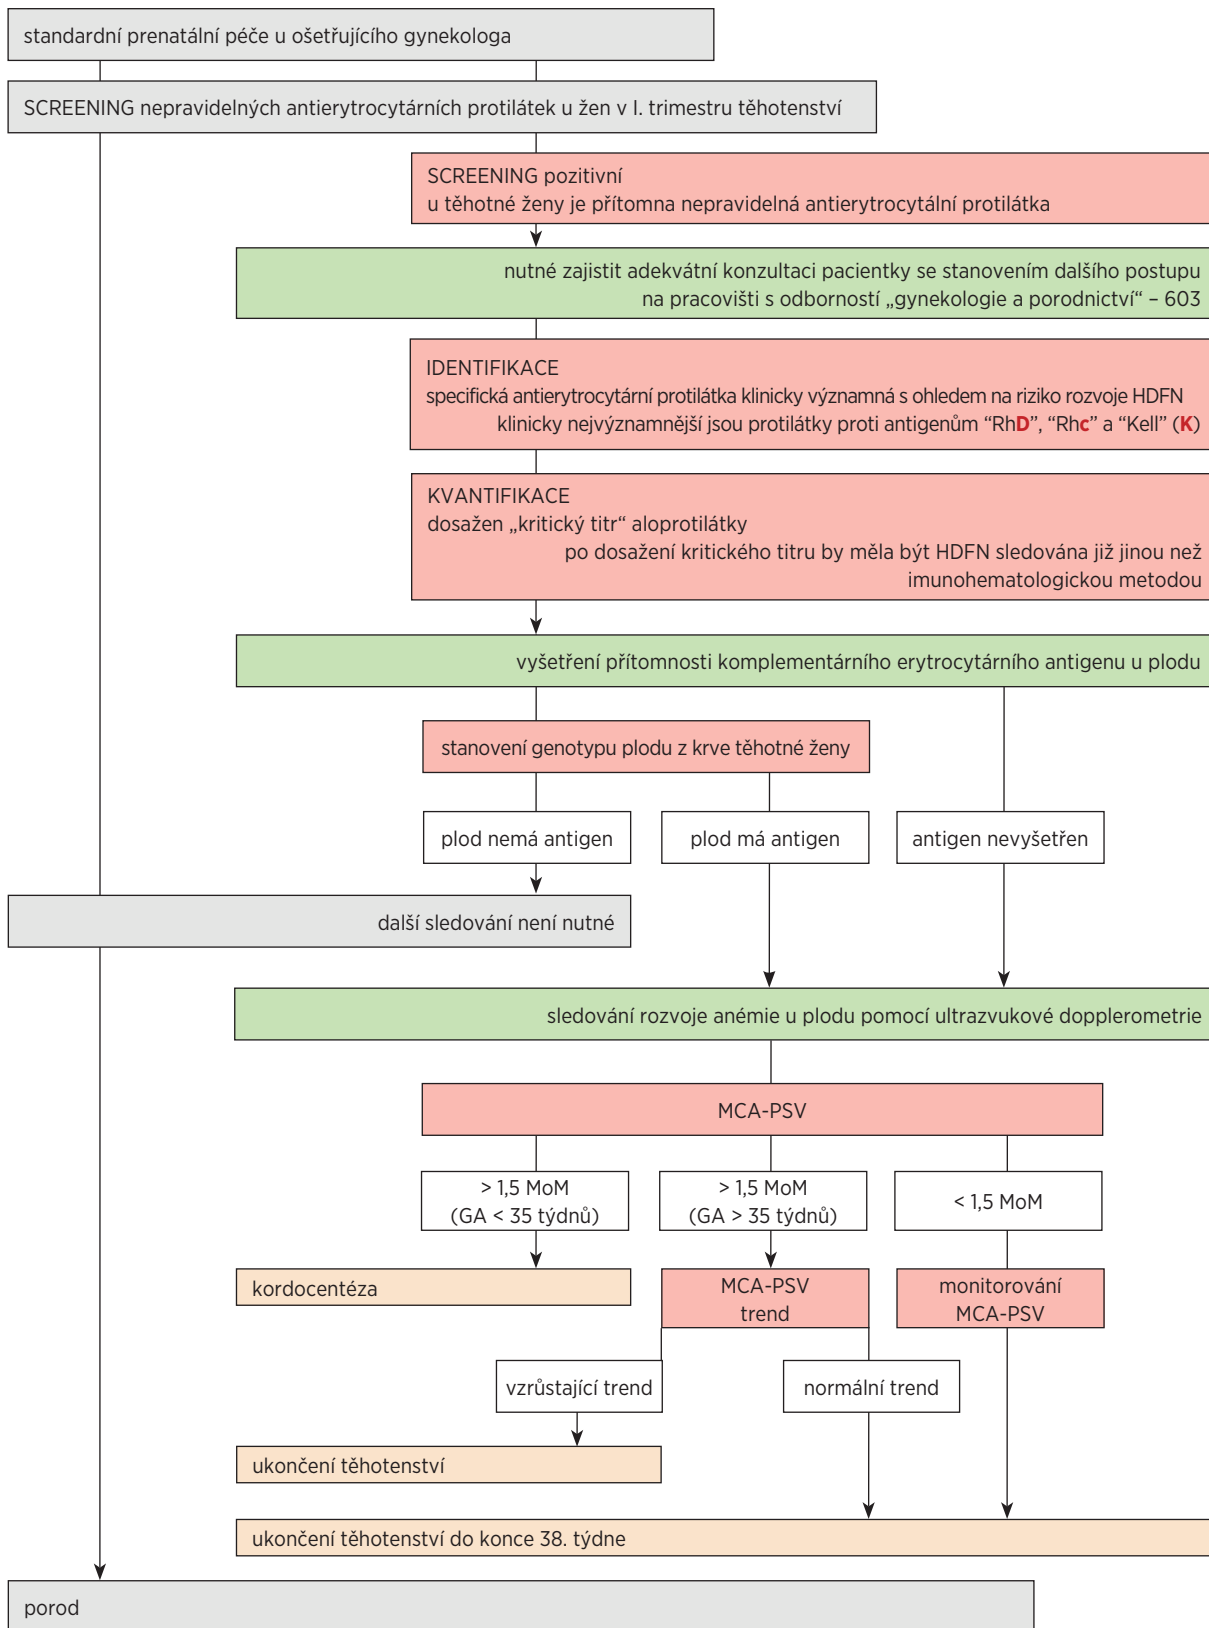 standardní prenatální péče u ošetřujícího gynekologa
SCREENING nepravidelných antierytrocytárních protilátek u žen v I. trimestru těhotenství
SCREENING pozitivní
u těhotné ženy je přítomna nepravidelná antierytrocytální protilátka
nutné zajistit adekvátní konzultaci pacientky se stanovením dalšího postupu
na pracovišti s odborností „gynekologie a porodnictví“ – 603
IDENTIFIKACE
specifická antierytrocytární protilátka klinicky významná s ohledem na riziko rozvoje HDFN
klinicky nejvýznamnější jsou protilátky proti antigenům “RhD”, “Rhc” a “Kell” (K)
KVANTIFIKACE
dosažen „kritický titr“ aloprotilátky
po dosažení kritického titru by měla být HDFN sledována již jinou než
imunohematologickou metodou
vyšetření přítomnosti komplementárního erytrocytárního antigenu u plodu
stanovení genotypu plodu z krve těhotné ženy
plod nemá antigen
plod má antigen
antigen nevyšetřen
další sledování není nutné
sledování rozvoje anémie u plodu pomocí ultrazvukové dopplerometrie
MCA-PSV
> 1,5 MoM
(GA < 35 týdnů)
> 1,5 MoM
(GA > 35 týdnů)
< 1,5 MoM
kordocentéza
MCA-PSV
trend
monitorování
MCA-PSV
vzrůstající trend
normální trend
ukončení těhotenství
ukončení těhotenství do konce 38. týdne
porod